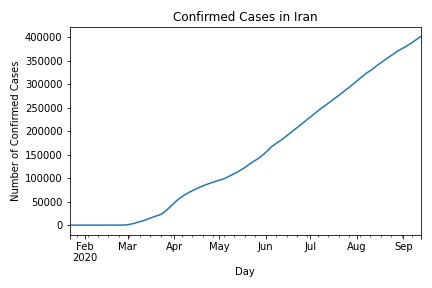 Confirmed Cases in Iran
Number of Confirmed Cases
400000
350000
300000
250000
200000
150000
100000
50000
0
Feb Mar Apr May Jun Jul Aug Sep
2020
Day